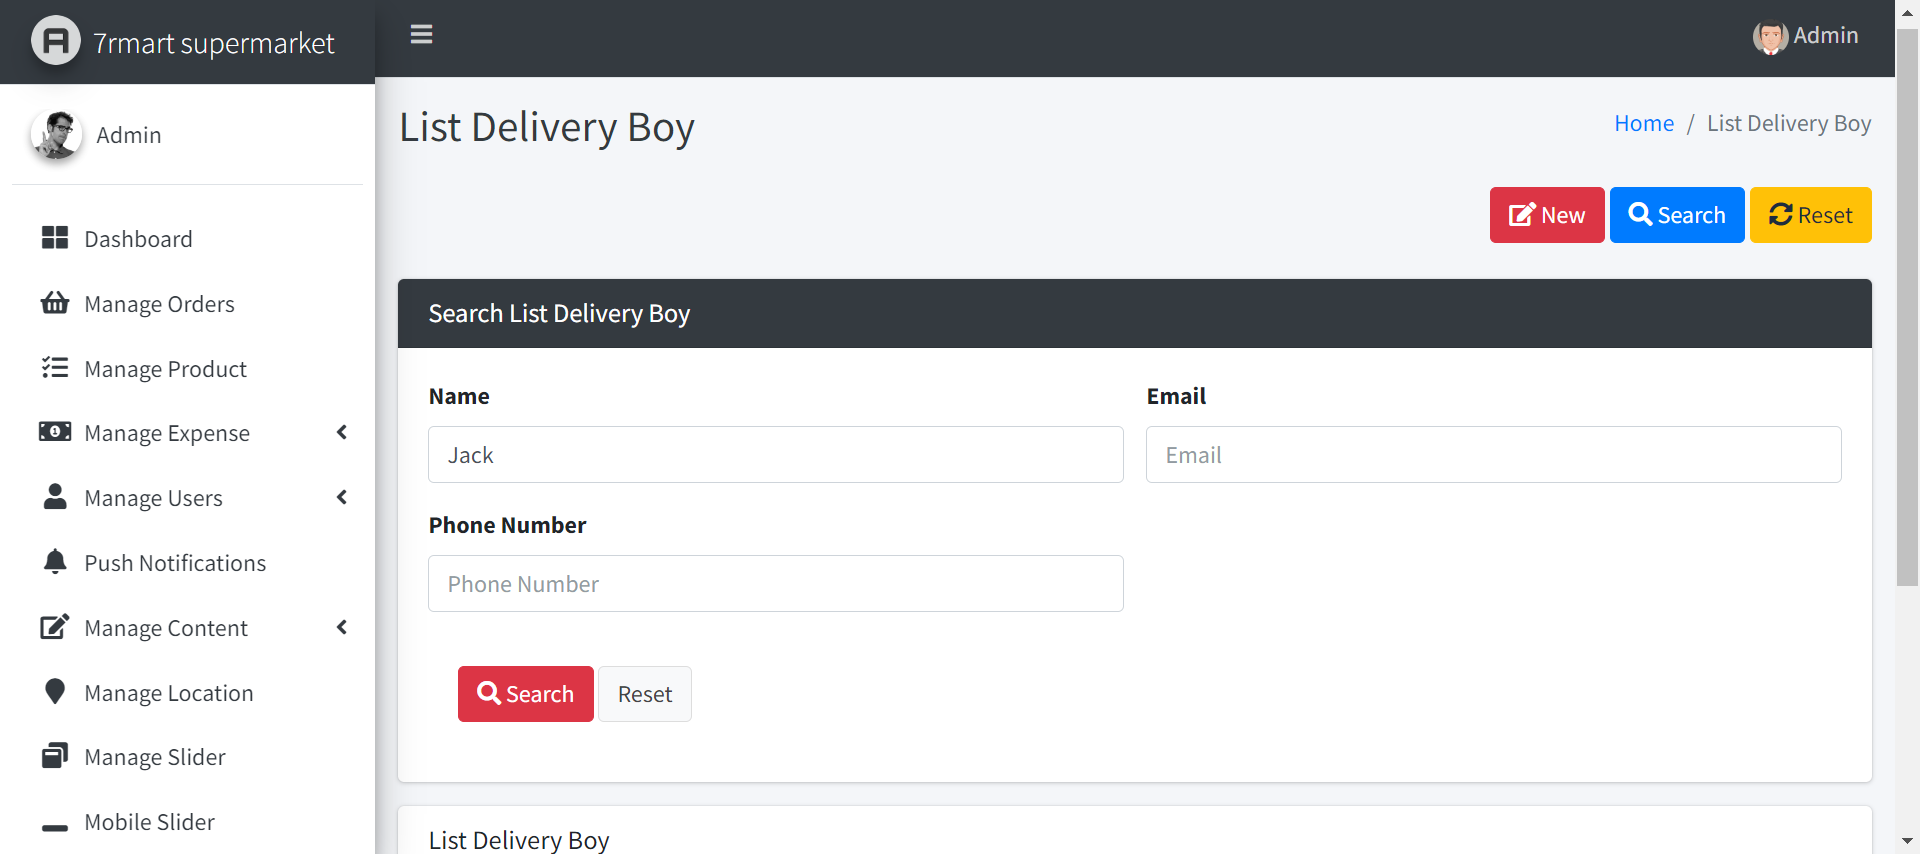 7rmart supermarket
Admin
Admin
Dashboard
Manage Orders
Manage Product
Manage Expense
Manage Users
Push Notifications
Manage Content
Manage Location
Manage Slider
Mobile Slider
List Delivery Boy
Home / List Delivery Boy
New Search Reset
Search List Delivery Boy
Name
Jack
Email
Email
Phone Number
Phone Number
Search Reset
List Delivery Boy